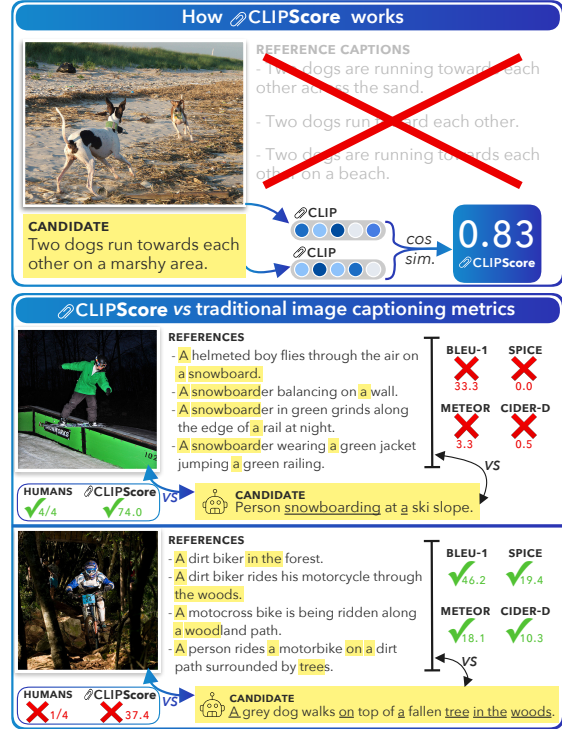 How CLIPScore works
REFERENCE CAPTIONS
- Two dogs are running towards each
other across the sand.
- Two dogs run toward each other.
- Two dogs are running towards each
other on a beach.
CANDIDATE
Two dogs run towards each
other on a marshy area.
CLIP
CLIP
cos
sim.
0.83
CLIPScore
CLIPScore vs traditional image captioning metrics
REFERENCES
- A helmeted boy flies through the air on
a snowboard.
- A snowboarder balancing on a wall.
- A snowboarder in green grinds along
the edge of a rail at night.
- A snowboarder wearing a green jacket
jumping a green railing.
BLEU-1 SPICE
33.3 0.0
METEOR CIDER-D
3.3 0.5
vs
HUMANS CLIPScore
4/4 74.0
vs
CANDIDATE
Person snowboarding at a ski slope.
REFERENCES
- A dirt biker in the forest.
- A dirt biker rides his motorcycle through
the woods.
- A motocross bike is being ridden along
a woodland path.
- A person rides a motorbike on a dirt
path surrounded by trees.
BLEU-1 SPICE
46.2 19.4
METEOR CIDER-D
18.1 10.3
vs
HUMANS CLIPScore
1/4 37.4
vs
CANDIDATE
A grey dog walks on top of a fallen tree in the woods.